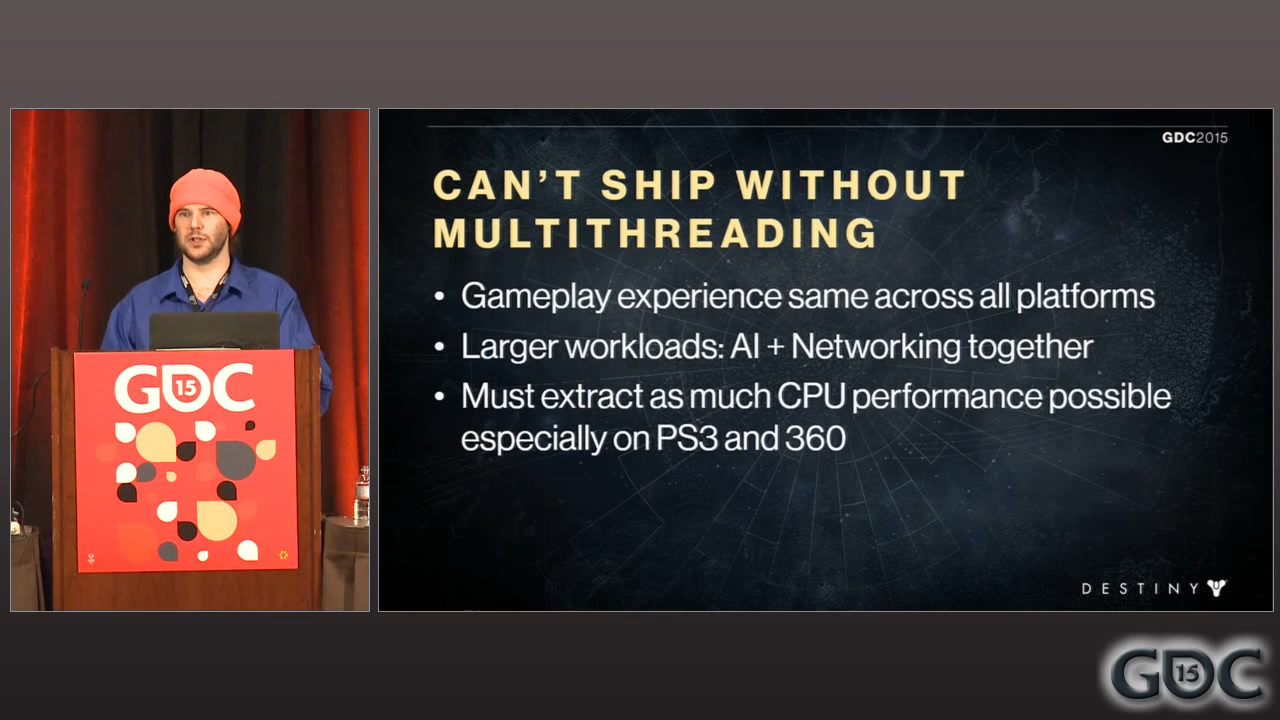 GDC 15
GDC2015
CAN'T SHIP WITHOUT
MULTITHREADING
• Gameplay experience same across all platforms
• Larger workloads: AI + Networking together
• Must extract as much CPU performance possible
especially on PS3 and 360
DESTINY
GDC 15